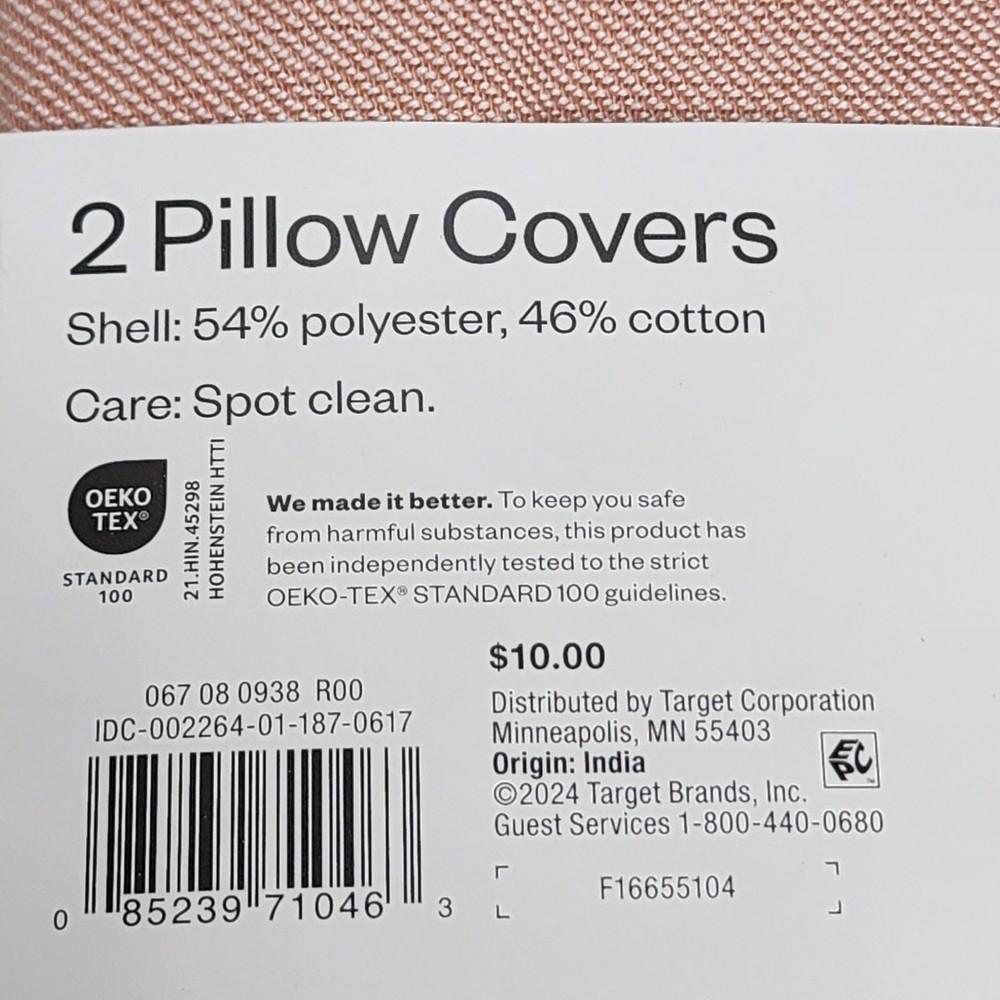 2 Pillow Covers
Shell: 54% polyester, 46% cotton
Care: Spot clean.
OEKO
TEX®
STANDARD
100
21.HIN.45298
HOHENSTEIN HTTI
We made it better. To keep you safe
from harmful substances, this product has
been independently tested to the strict
OEKO-TEX® STANDARD 100 guidelines.
067 08 0938 R00
IDC-002264-01-187-0617
0 85239 71046 3
$10.00
Distributed by Target Corporation
Minneapolis, MN 55403
Origin: India
©2024 Target Brands, Inc.
Guest Services 1-800-440-0680
EPC™
F16655104